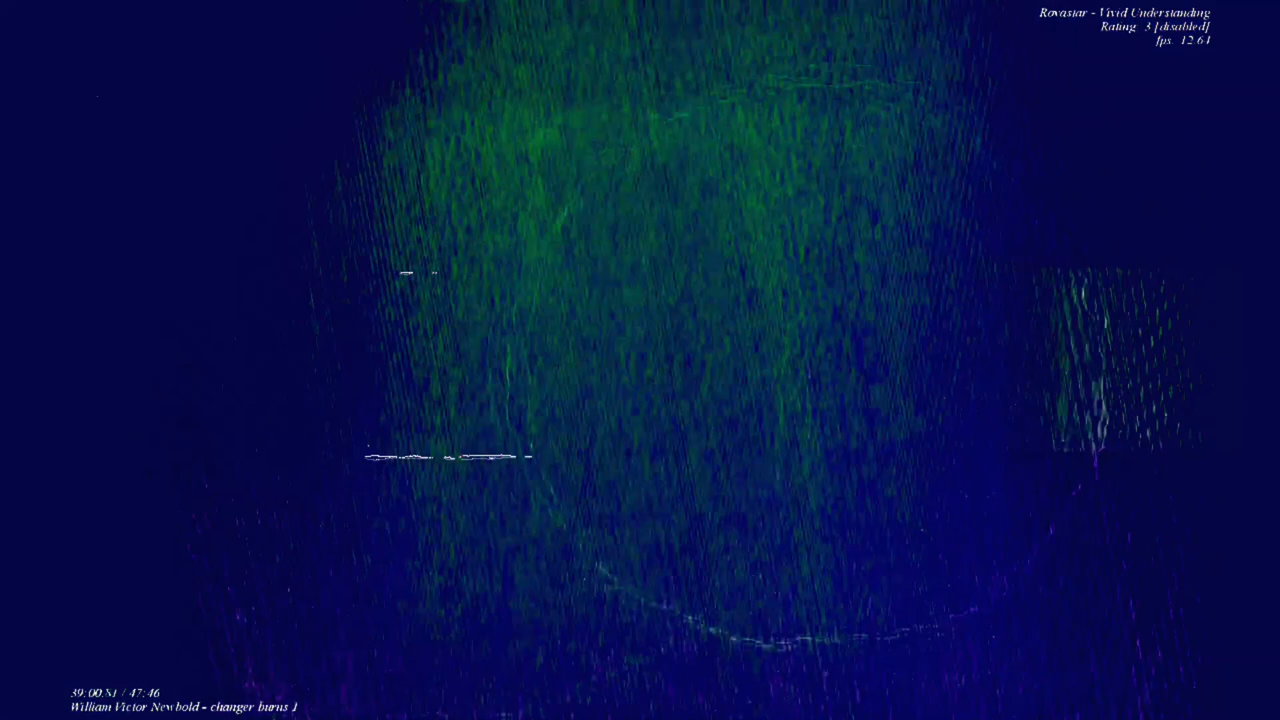 Rovastar - Vivid Understanding
Rating: 3 [disabled]
fps: 12.64
39:00.81 / 47:46
William Victor Newbold - changer burns 1